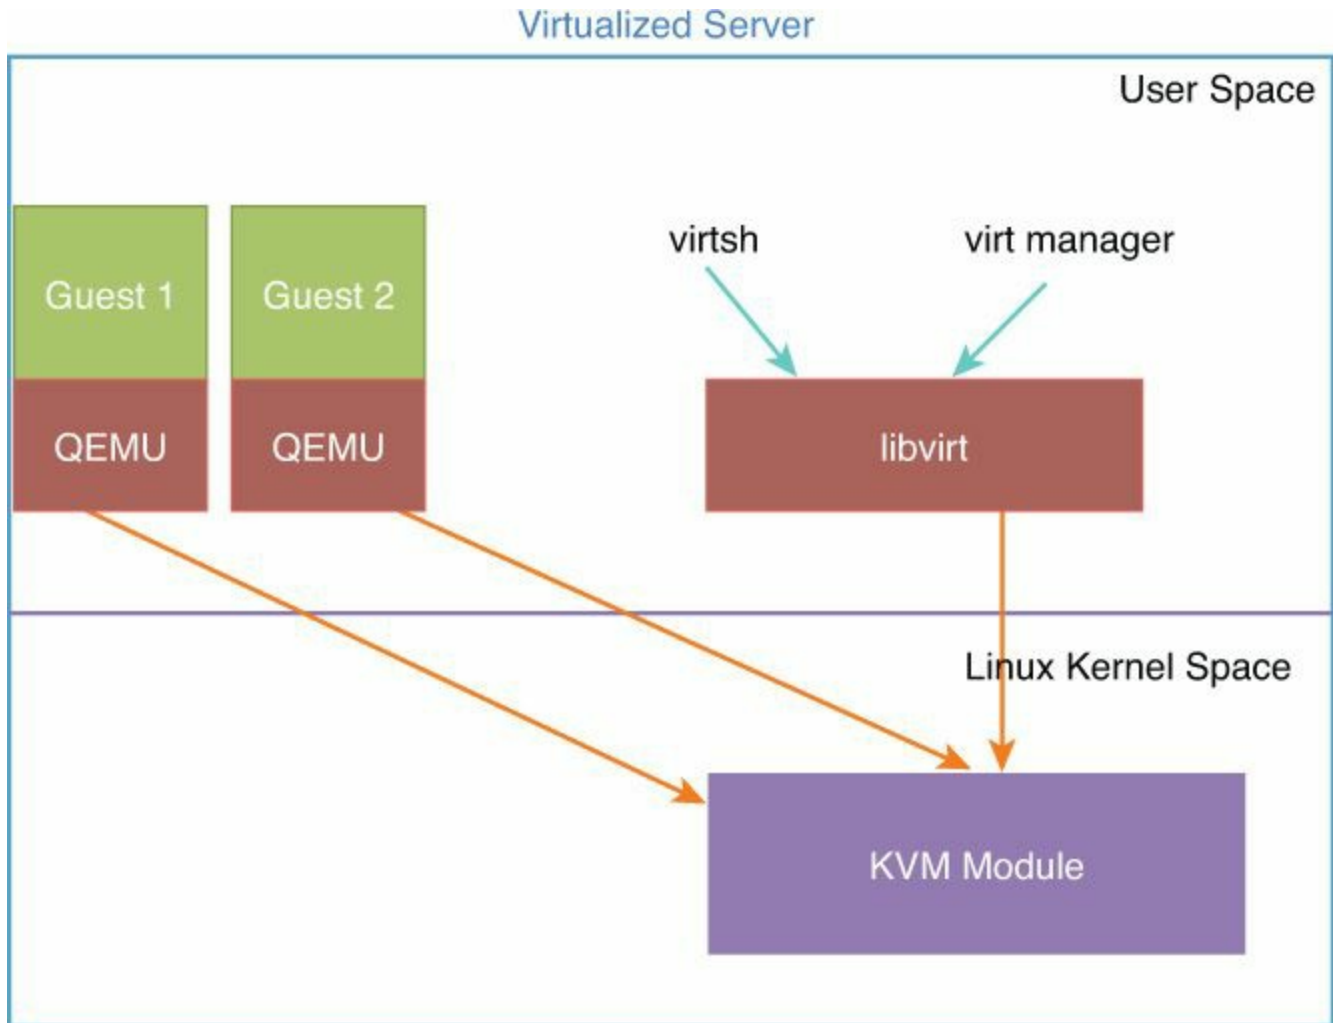 Virtualized Server
User Space
virtsh
virt manager
Guest 1
Guest 2
QEMU
QEMU
libvirt
Linux Kernel Space
KVM Module